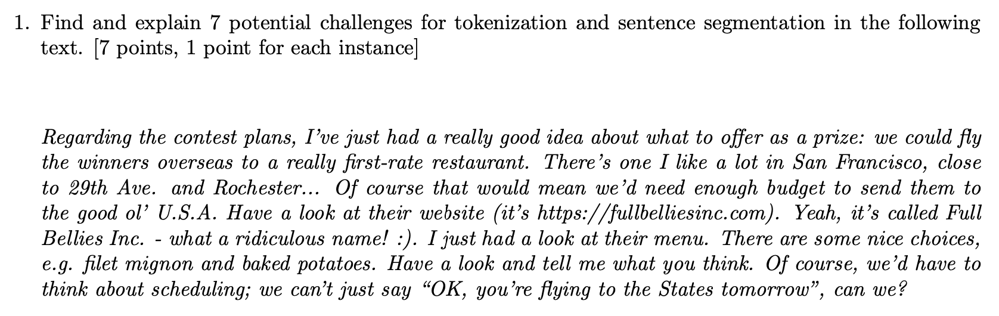 1. Find and explain 7 potential challenges for tokenization and sentence segmentation in the following
text. [7 points, 1 point for each instance]
Regarding the contest plans, I’ve just had a really good idea about what to offer as a prize: we could fly
the winners overseas to a really first-rate restaurant. There’s one I like a lot in San Francisco, close
to 29th Ave. and Rochester... Of course that would mean we’d need enough budget to send them to
the good ol’ U.S.A. Have a look at their website (it’s https://fullbelliesinc.com). Yeah, it’s called Full
Bellies Inc. - what a ridiculous name! :). I just had a look at their menu. There are some nice choices,
e.g. filet mignon and baked potatoes. Have a look and tell me what you think. Of course, we’d have to
think about scheduling; we can’t just say “OK, you’re flying to the States tomorrow”, can we?